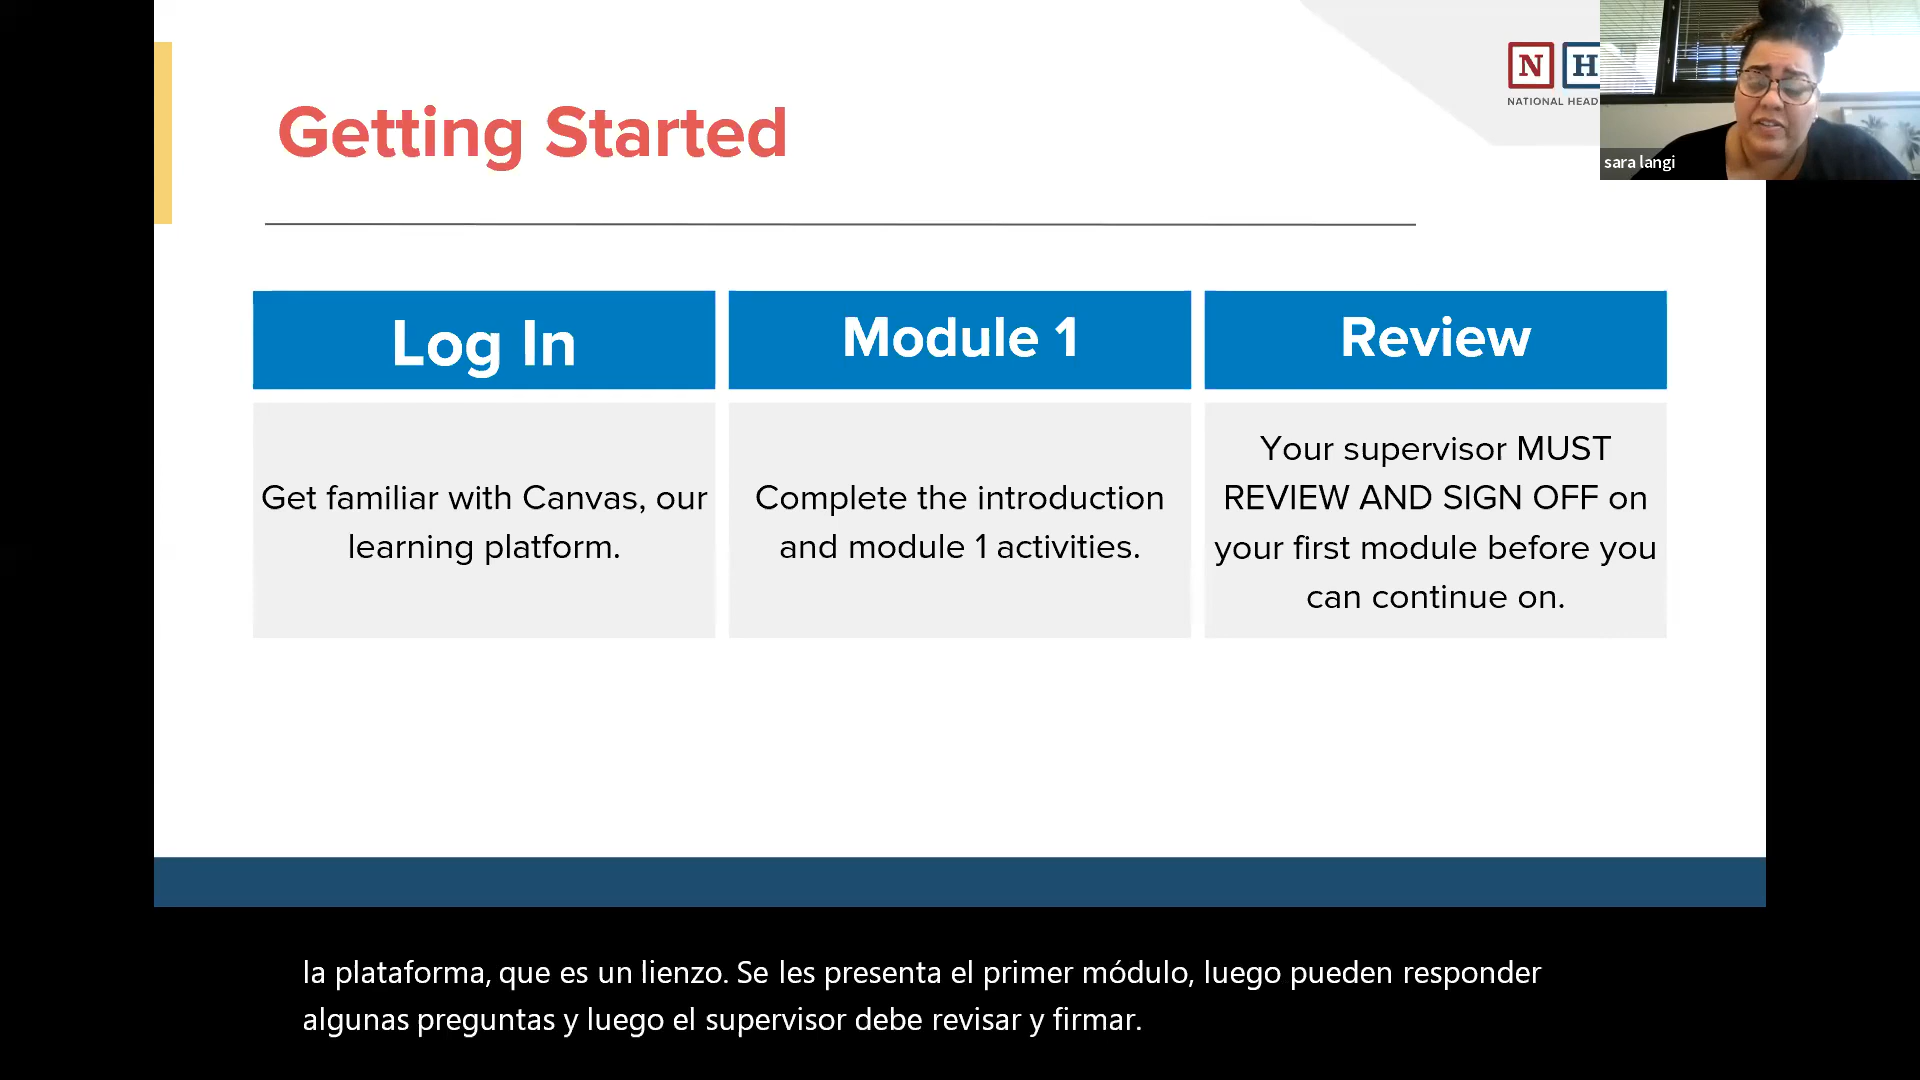 Getting Started
N H
NATIONAL HEAD
sara langi
Log In
Module 1
Review
Get familiar with Canvas, our
learning platform.
Complete the introduction
and module 1 activities.
Your supervisor MUST
REVIEW AND SIGN OFF on
your first module before you
can continue on.
la plataforma, que es un lienzo. Se les presenta el primer módulo, luego pueden responder
algunas preguntas y luego el supervisor debe revisar y firmar.